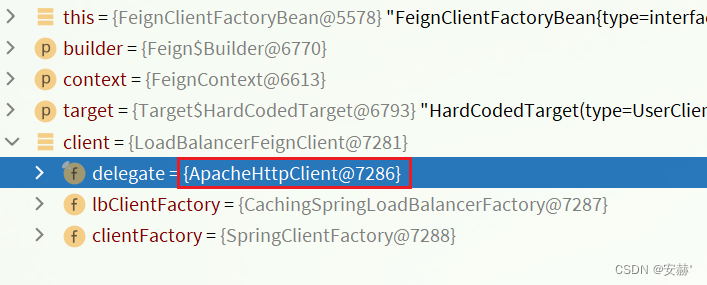 this = {FeignClientFactoryBean@5578} "FeignClientFactoryBean{type=interfac
p builder = {Feign$Builder@6770}
p context = {FeignContext@6613}
p target = {Target$HardCodedTarget@6793} "HardCodedTarget(type=UserClien
client = {LoadBalancerFeignClient@7281}
f delegate = {ApacheHttpClient@7286}
f lbClientFactory = {CachingSpringLoadBalancerFactory@7287}
f clientFactory = {SpringClientFactory@7288}
CSDN @安赫'